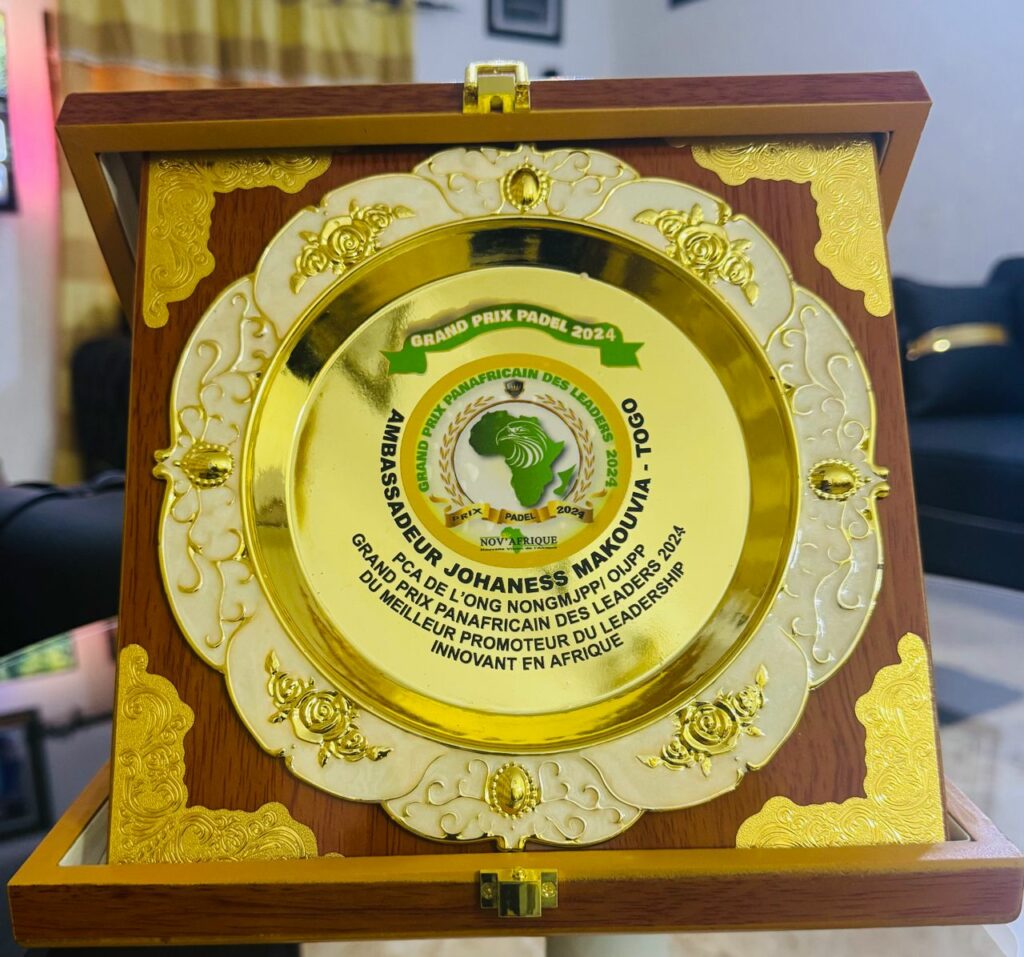 GRAND PRIX PADEL 2024
GRAND PRIX PANAFRICAIN DES LEADERS 2024
PRIX PADEL 2024
NOV'AFRIQUE
AMBASSADEUR JOHANESS MAKOUVIA - TOGO
PCA DE L'ONG NONGMJPP/ OIJPP
GRAND PRIX PANAFRICAIN DES LEADERS 2024
DU MEILLEUR PROMOTEUR DU LEADERSHIP
INNOVANT EN AFRIQUE